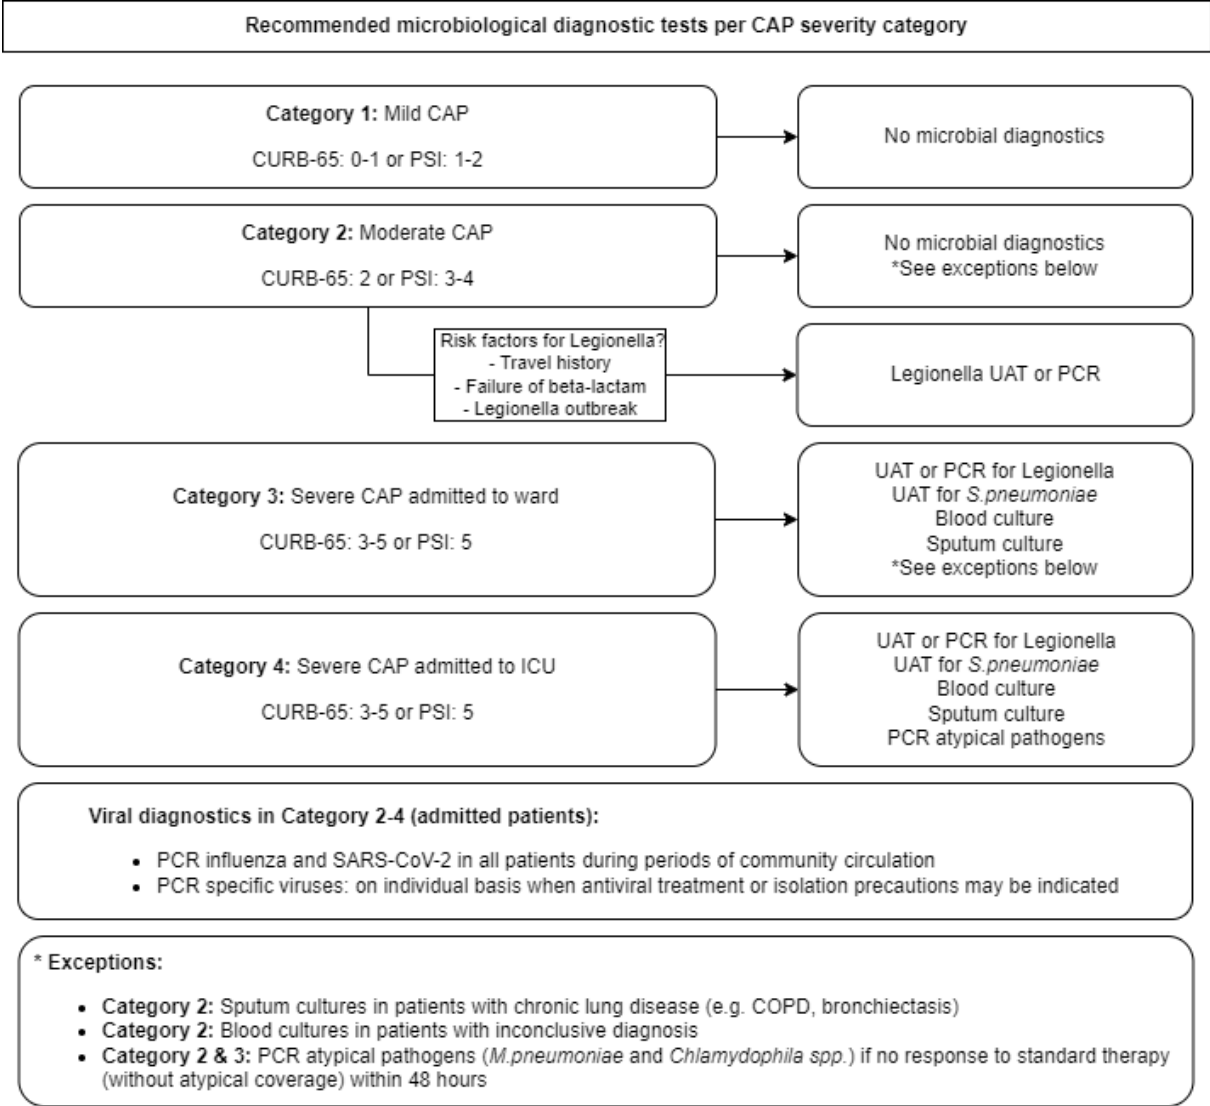 Recommended microbiological diagnostic tests per CAP severity category
Category 1: Mild CAP
CURB-65: 0-1 or PSI: 1-2
No microbial diagnostics
Category 2: Moderate CAP
CURB-65: 2 or PSI: 3-4
No microbial diagnostics
*See exceptions below
Risk factors for Legionella?
- Travel history
- Failure of beta-lactam
- Legionella outbreak
Legionella UAT or PCR
Category 3: Severe CAP admitted to ward
CURB-65: 3-5 or PSI: 5
UAT or PCR for Legionella
UAT for S.pneumoniae
Blood culture
Sputum culture
*See exceptions below
Category 4: Severe CAP admitted to ICU
CURB-65: 3-5 or PSI: 5
UAT or PCR for Legionella
UAT for S.pneumoniae
Blood culture
Sputum culture
PCR atypical pathogens
Viral diagnostics in Category 2-4 (admitted patients):
• PCR influenza and SARS-CoV-2 in all patients during periods of community circulation
• PCR specific viruses: on individual basis when antiviral treatment or isolation precautions may be indicated
* Exceptions:
• Category 2: Sputum cultures in patients with chronic lung disease (e.g. COPD, bronchiectasis)
• Category 2: Blood cultures in patients with inconclusive diagnosis
• Category 2 & 3: PCR atypical pathogens (M.pneumoniae and Chlamydophila spp.) if no response to standard therapy
(without atypical coverage) within 48 hours